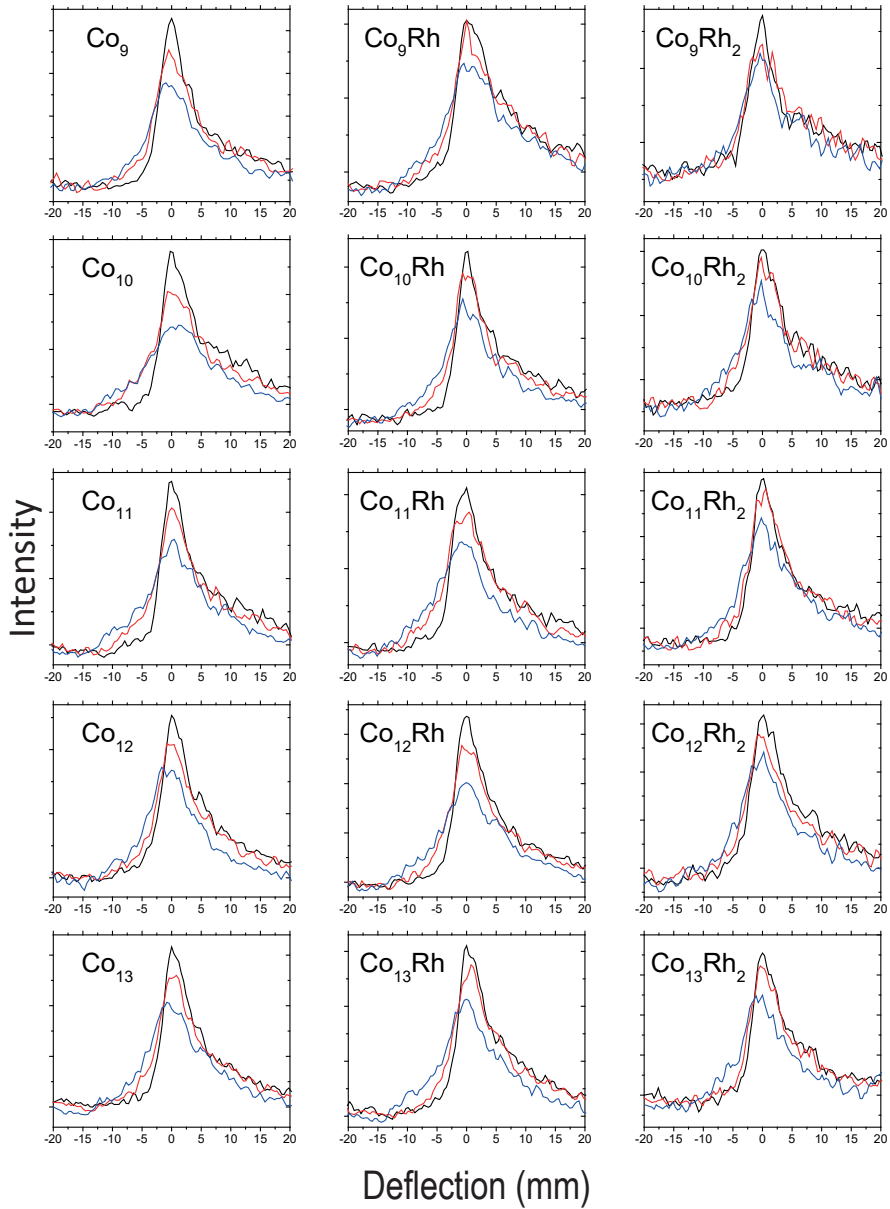 Co9 Co9Rh Co9Rh2
-20 -15 -10 -5 0 5 10 15 20 -20 -15 -10 -5 0 5 10 15 20 -20 -15 -10 -5 0 5 10 15 20
Co10 Co10Rh Co10Rh2
-20 -15 -10 -5 0 5 10 15 20 -20 -15 -10 -5 0 5 10 15 20 -20 -15 -10 -5 0 5 10 15 20
Co11 Co11Rh Co11Rh2
Intensity
-20 -15 -10 -5 0 5 10 15 20 -20 -15 -10 -5 0 5 10 15 20 -20 -15 -10 -5 0 5 10 15 20
Co12 Co12Rh Co12Rh2
-20 -15 -10 -5 0 5 10 15 20 -20 -15 -10 -5 0 5 10 15 20 -20 -15 -10 -5 0 5 10 15 20
Co13 Co13Rh Co13Rh2
-20 -15 -10 -5 0 5 10 15 20 -20 -15 -10 -5 0 5 10 15 20 -20 -15 -10 -5 0 5 10 15 20
Deflection (mm)